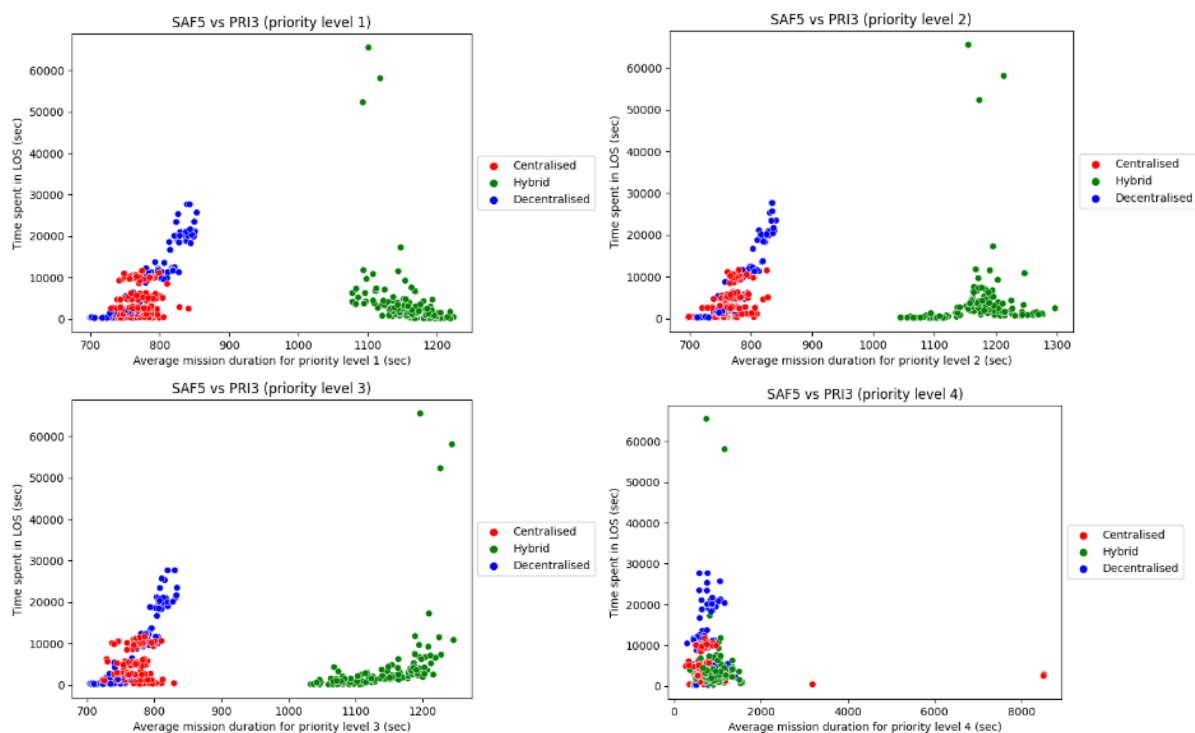 SAF5 vs PRI3 (priority level 1)
60000
50000
40000
30000
20000
10000
0
Time spent in LOS (sec)
700 800 900 1000 1100 1200
Average mission duration for priority level 1 (sec)
Centralised
Hybrid
Decentralised
SAF5 vs PRI3 (priority level 2)
60000
50000
40000
30000
20000
10000
0
Time spent in LOS (sec)
700 800 900 1000 1100 1200 1300
Average mission duration for priority level 2 (sec)
Centralised
Hybrid
Decentralised
SAF5 vs PRI3 (priority level 3)
60000
50000
40000
30000
20000
10000
0
Time spent in LOS (sec)
700 800 900 1000 1100 1200
Average mission duration for priority level 3 (sec)
Centralised
Hybrid
Decentralised
SAF5 vs PRI3 (priority level 4)
60000
50000
40000
30000
20000
10000
0
Time spent in LOS (sec)
0 2000 4000 6000 8000
Average mission duration for priority level 4 (sec)
Centralised
Hybrid
Decentralised